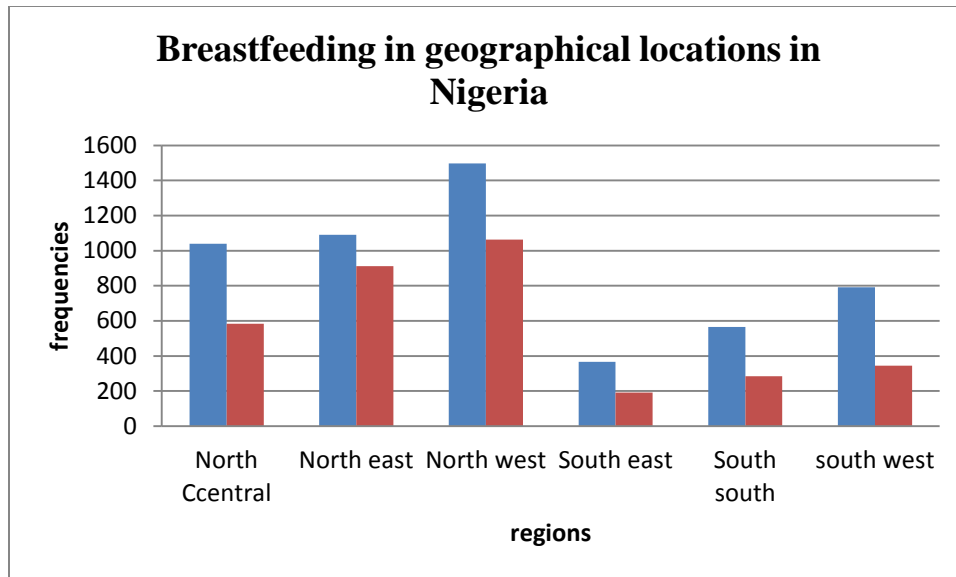 Breastfeeding in geographical locations in
Nigeria
1600
1400
1200
1000
800
600
400
200
0
frequencies
North
Ccentral
North east
North west
South east
South
south
south west
regions